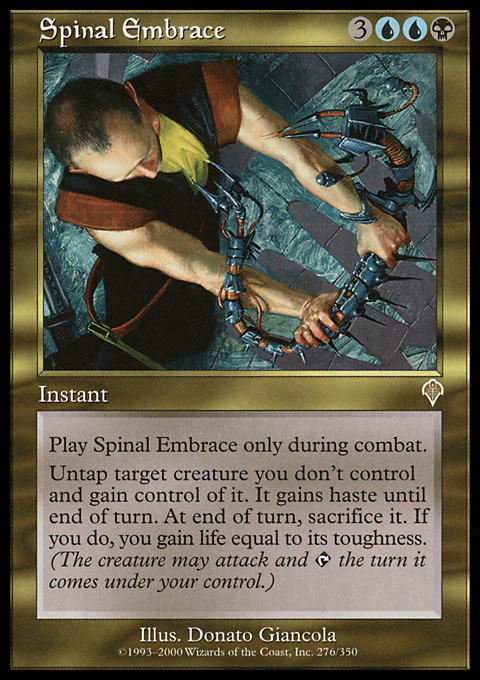 Spinal Embrace 3
Instant
Play Spinal Embrace only during combat.
Untap target creature you don't control
and gain control of it. It gains haste until
end of turn. At end of turn, sacrifice it. If
you do, you gain life equal to its toughness.
(The creature may attack and the turn it
comes under your control.)
Illus. Donato Giancola
©1993–2000 Wizards of the Coast, Inc. 276/350